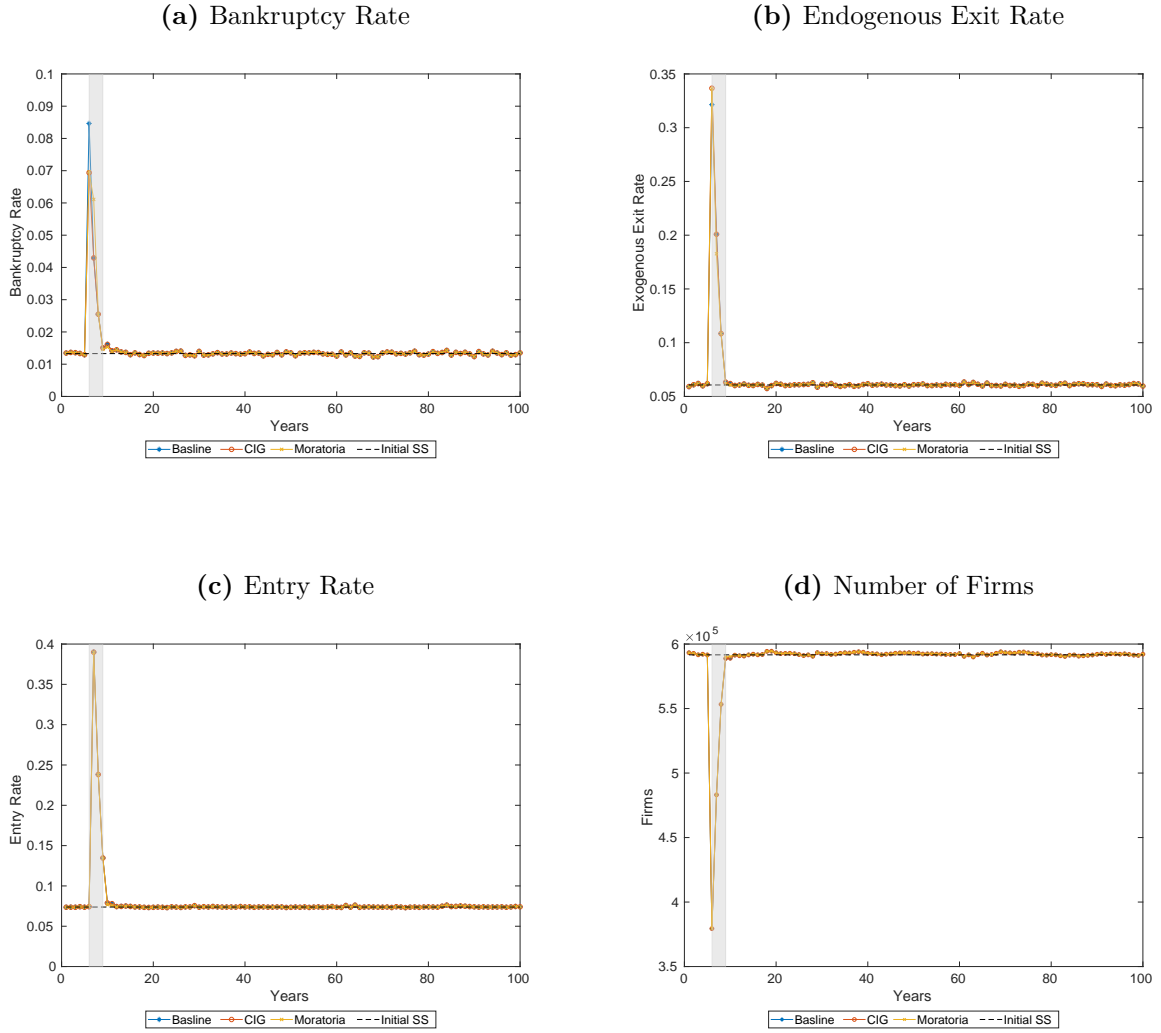 (a) Bankruptcy Rate
0.1
0.09
0.08
0.07
0.06
0.05
0.04
0.03
0.02
0.01
0
Bankruptcy Rate
0 20 40 60 80 100
Years
Basline CIG Moratoria Initial SS
(b) Endogenous Exit Rate
0.35
0.3
0.25
0.2
0.15
0.1
0.05
Exogenous Exit Rate
0 20 40 60 80 100
Years
Basline CIG Moratoria Initial SS
(c) Entry Rate
0.4
0.35
0.3
0.25
0.2
0.15
0.1
0.05
0
Entry Rate
0 20 40 60 80 100
Years
Basline CIG Moratoria Initial SS
(d) Number of Firms
×10^5
6
5.5
5
4.5
4
3.5
Firms
0 20 40 60 80 100
Years
Basline CIG Moratoria Initial SS